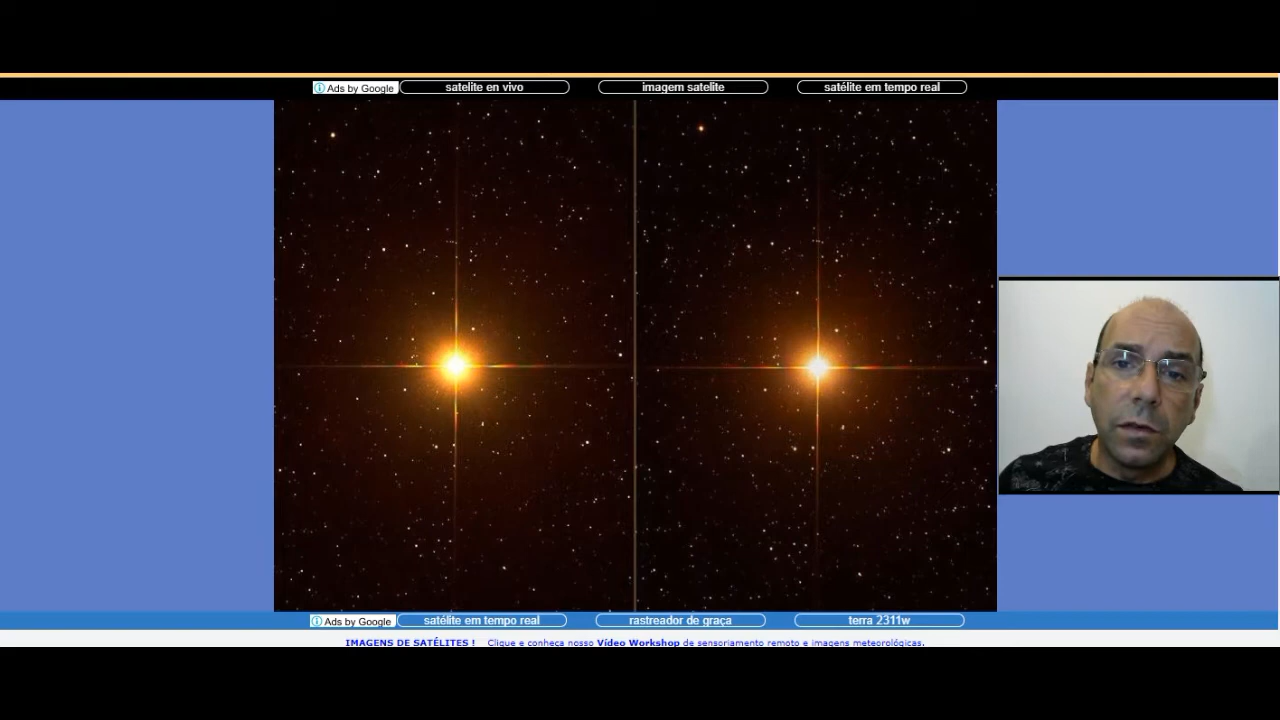 Ads by Google satelite en vivo imagem satelite satélite em tempo real
Ads by Google satélite em tempo real rastreador de graça terra 2311w
IMAGENS DE SATÉLITES ! Clique e conheça nosso Vídeo Workshop de sensoriamento remoto e imagens meteorológicas.